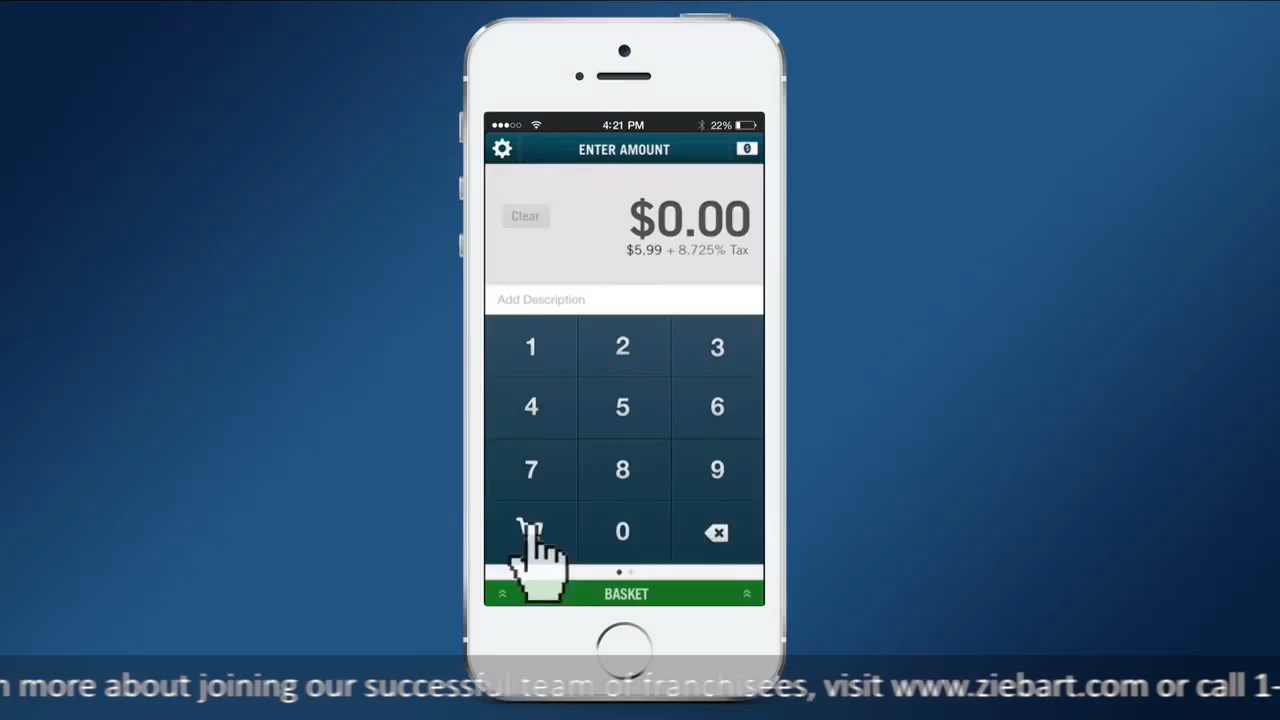 4:21 PM
22%
ENTER AMOUNT
0
Clear
$0.00
$5.99 + 8.725% Tax
Add Description
1 2 3
4 5 6
7 8 9
0
BASKET
more about joining our successful team of franchisees, visit www.ziebart.com or call 1-